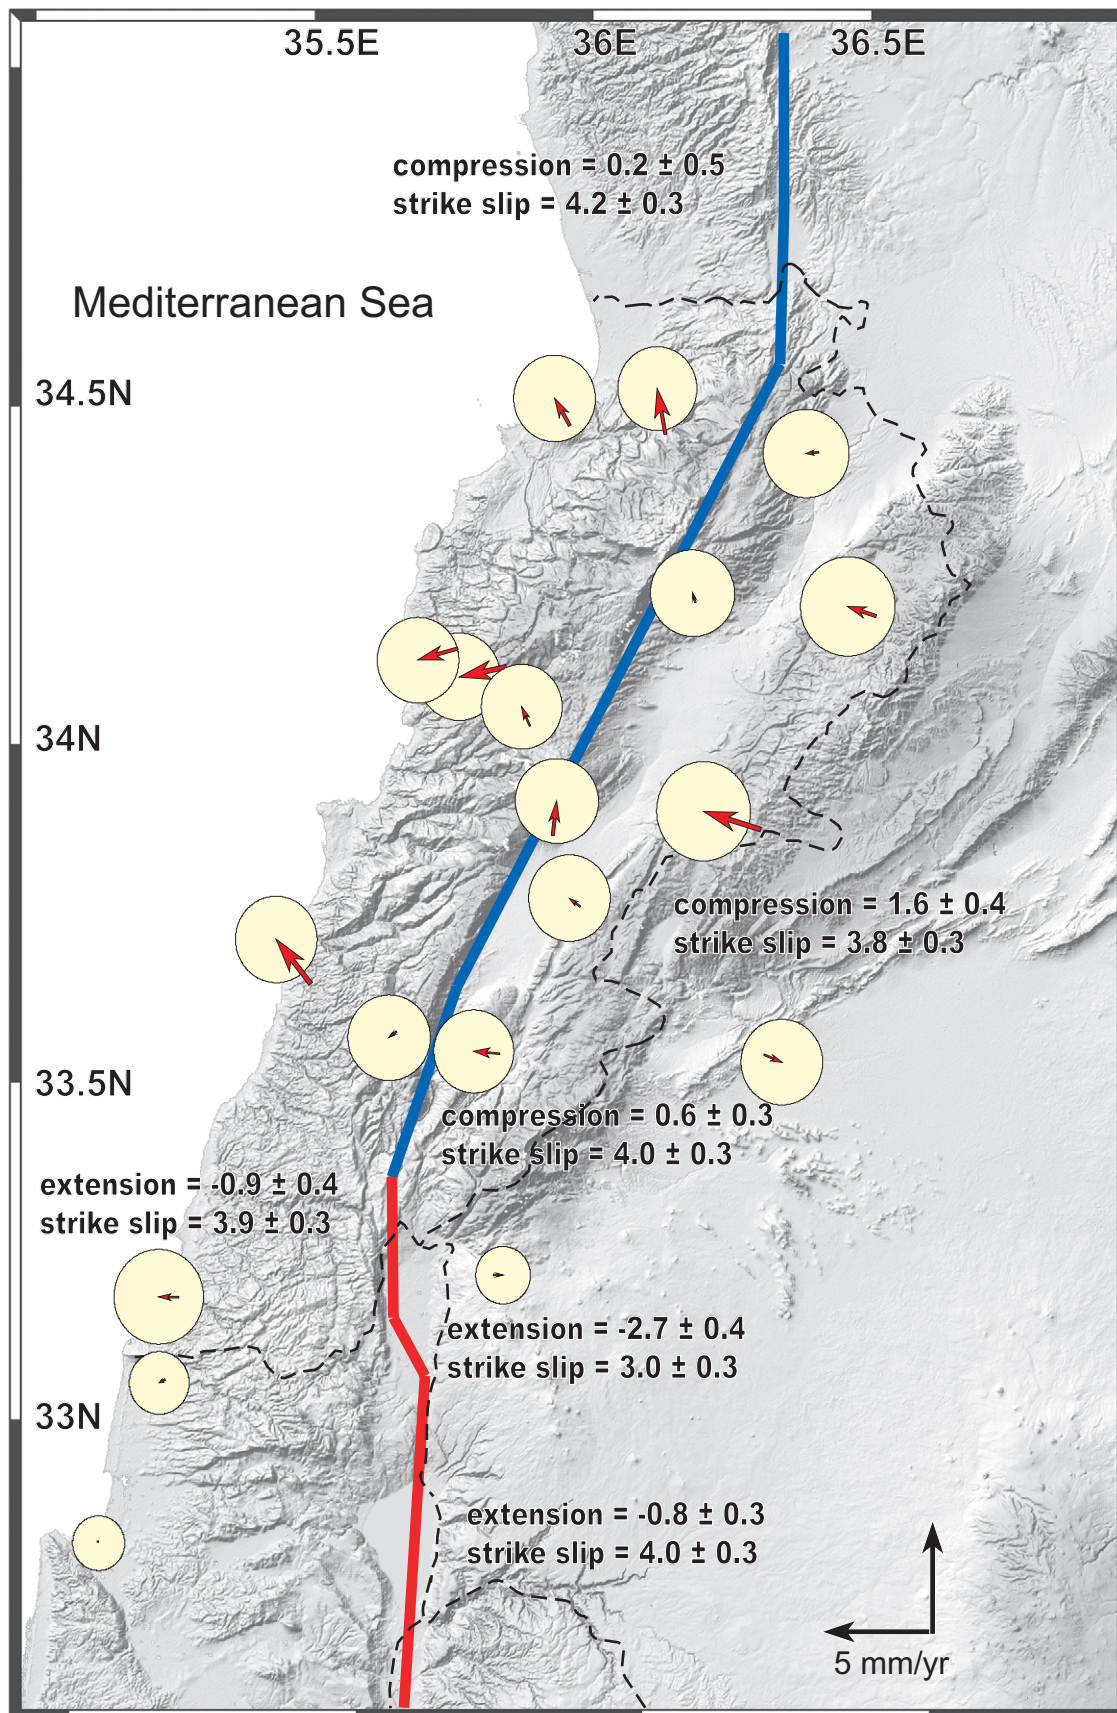 35.5E 36E 36.5E
compression = 0.2 ± 0.5
strike slip = 4.2 ± 0.3
Mediterranean Sea
34.5N
34N
compression = 1.6 ± 0.4
strike slip = 3.8 ± 0.3
33.5N
compression = 0.6 ± 0.3
strike slip = 4.0 ± 0.3
extension = -0.9 ± 0.4
strike slip = 3.9 ± 0.3
extension = -2.7 ± 0.4
strike slip = 3.0 ± 0.3
33N
extension = -0.8 ± 0.3
strike slip = 4.0 ± 0.3
5 mm/yr